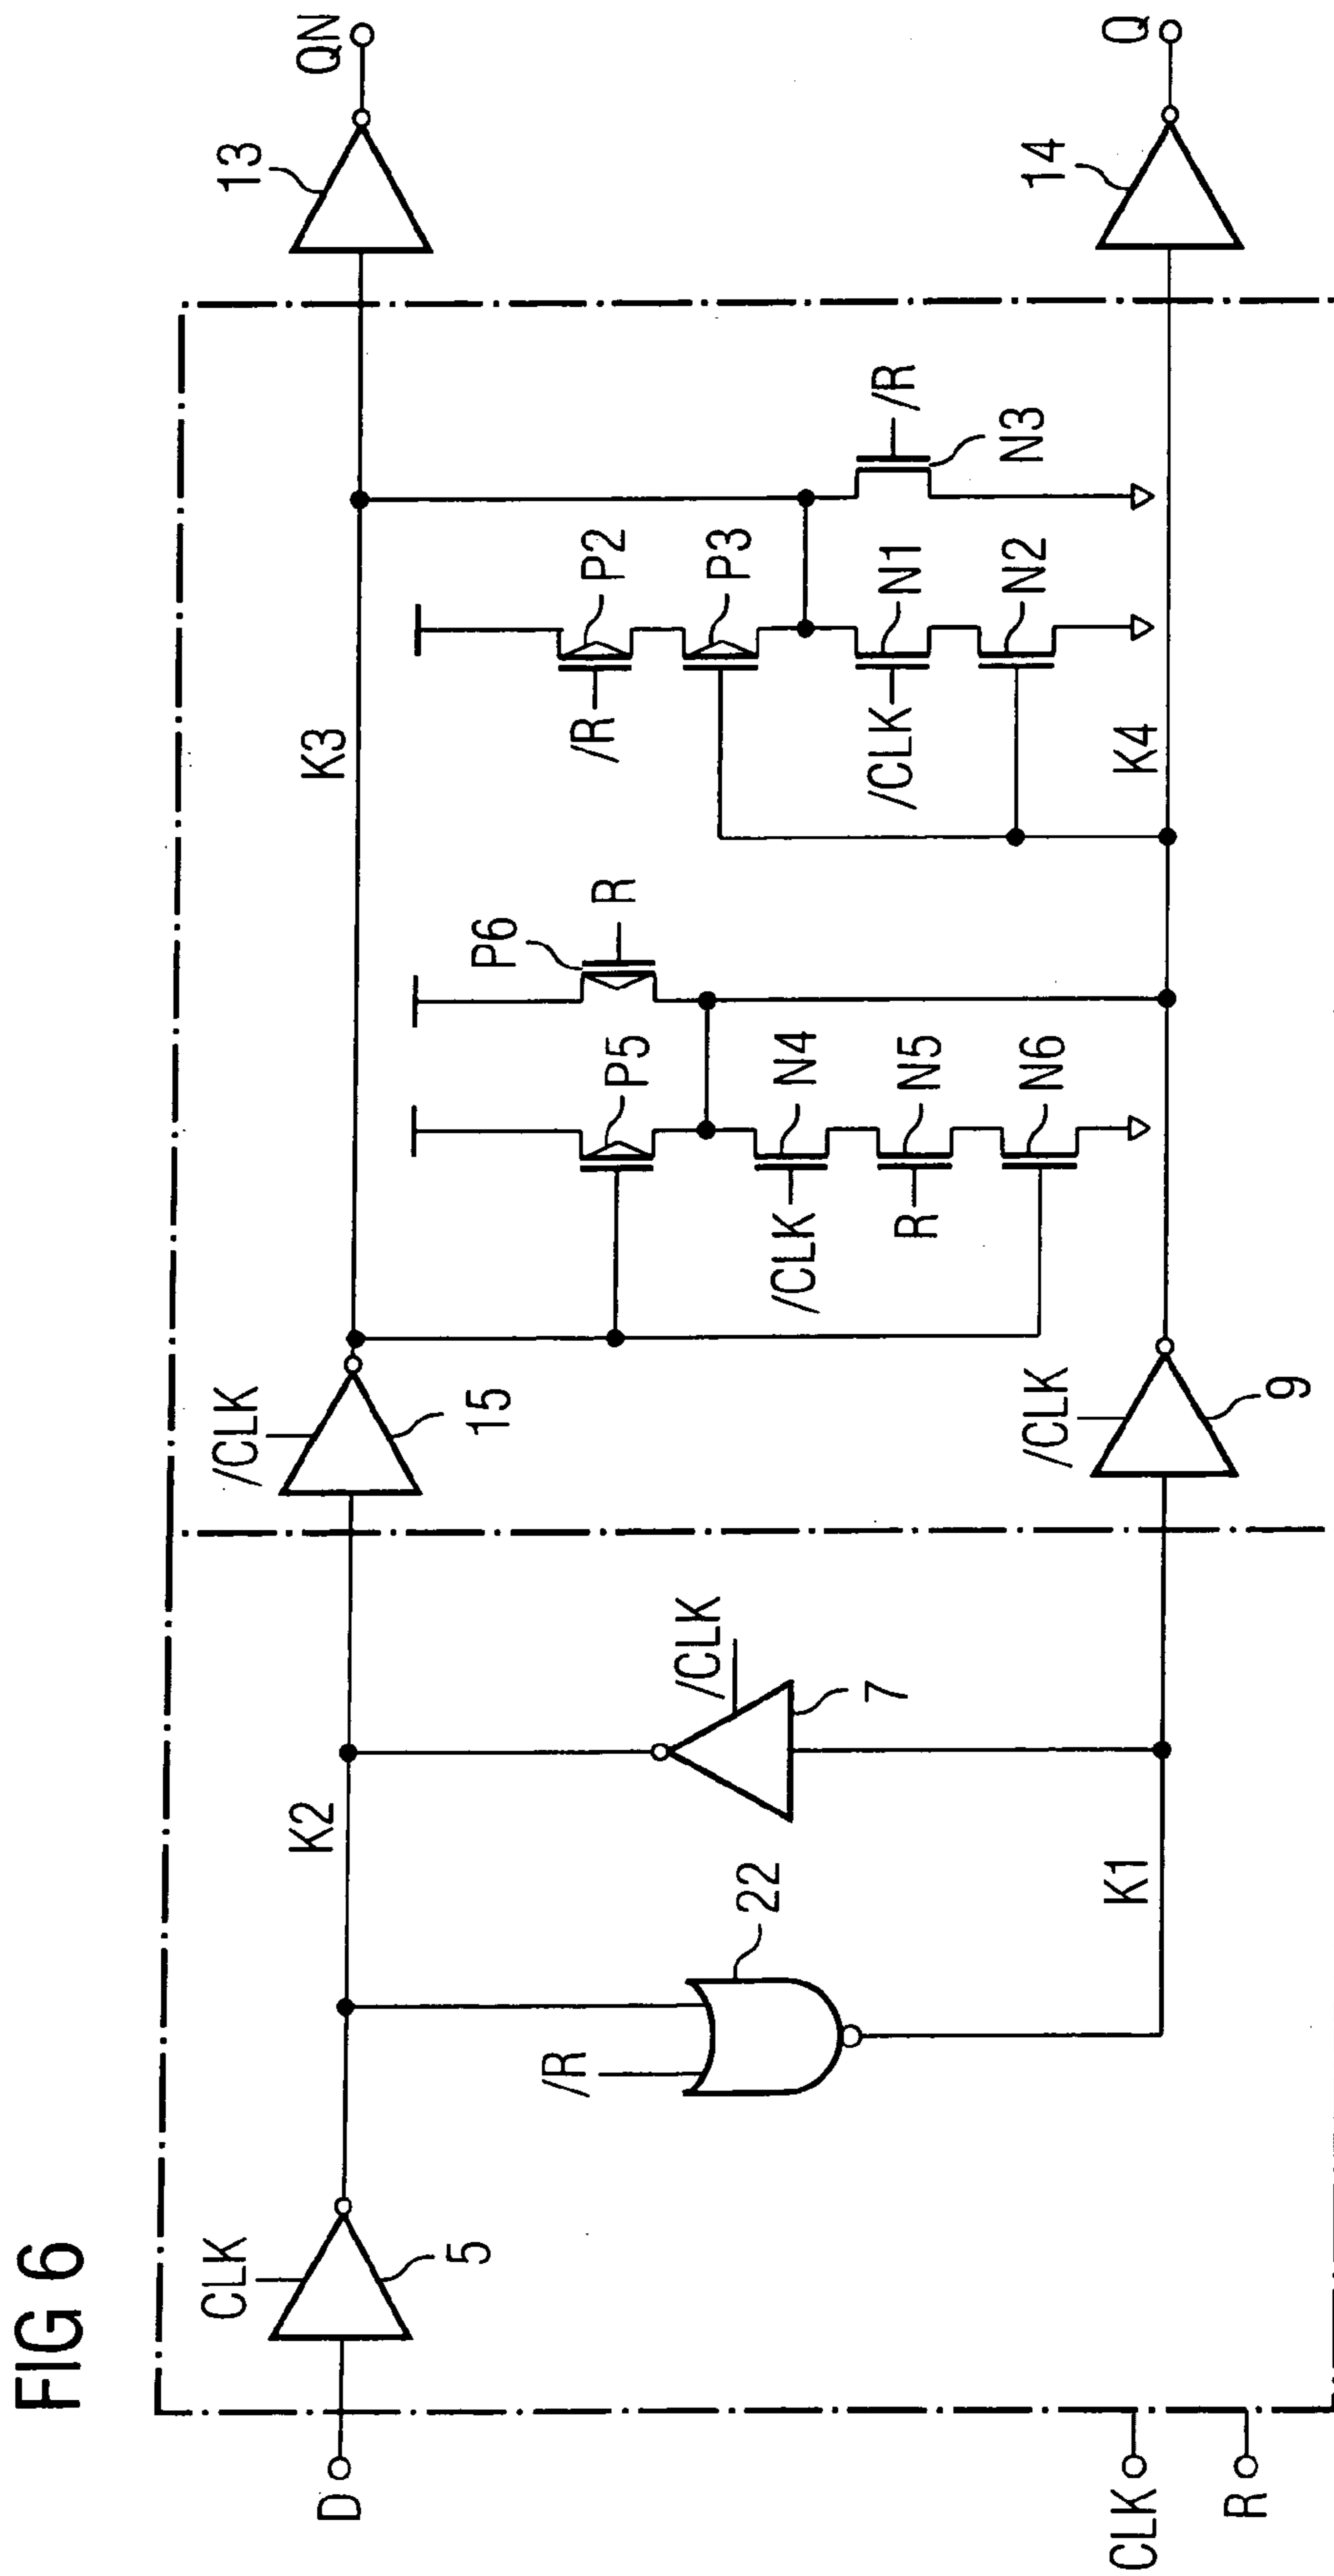 FIG 6
D
CLK
5
K2
/R
22
/CLK
7
K1
CLK
R
/CLK
15
/CLK
9
K3
P5
P6
R
/CLK
N4
R
N5
N6
/R
P2
P3
/CLK
N1
N2
/R
N3
K4
13
QN
14
Q